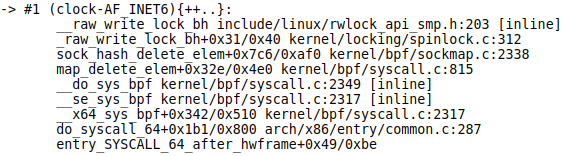 -> #1 (clock-AF_INET6){++..}:
__raw_write_lock_bh include/linux/rwlock_api_smp.h:203 [inline]
_raw_write_lock_bh+0x31/0x40 kernel/locking/spinlock.c:312
sock_hash_delete_elem+0x7c6/0xaf0 kernel/bpf/sockmap.c:2338
map_delete_elem+0x32e/0x4e0 kernel/bpf/syscall.c:815
__do_sys_bpf kernel/bpf/syscall.c:2349 [inline]
__se_sys_bpf kernel/bpf/syscall.c:2317 [inline]
__x64_sys_bpf+0x342/0x510 kernel/bpf/syscall.c:2317
do_syscall_64+0x1b1/0x800 arch/x86/entry/common.c:287
entry_SYSCALL_64_after_hwframe+0x49/0xbe